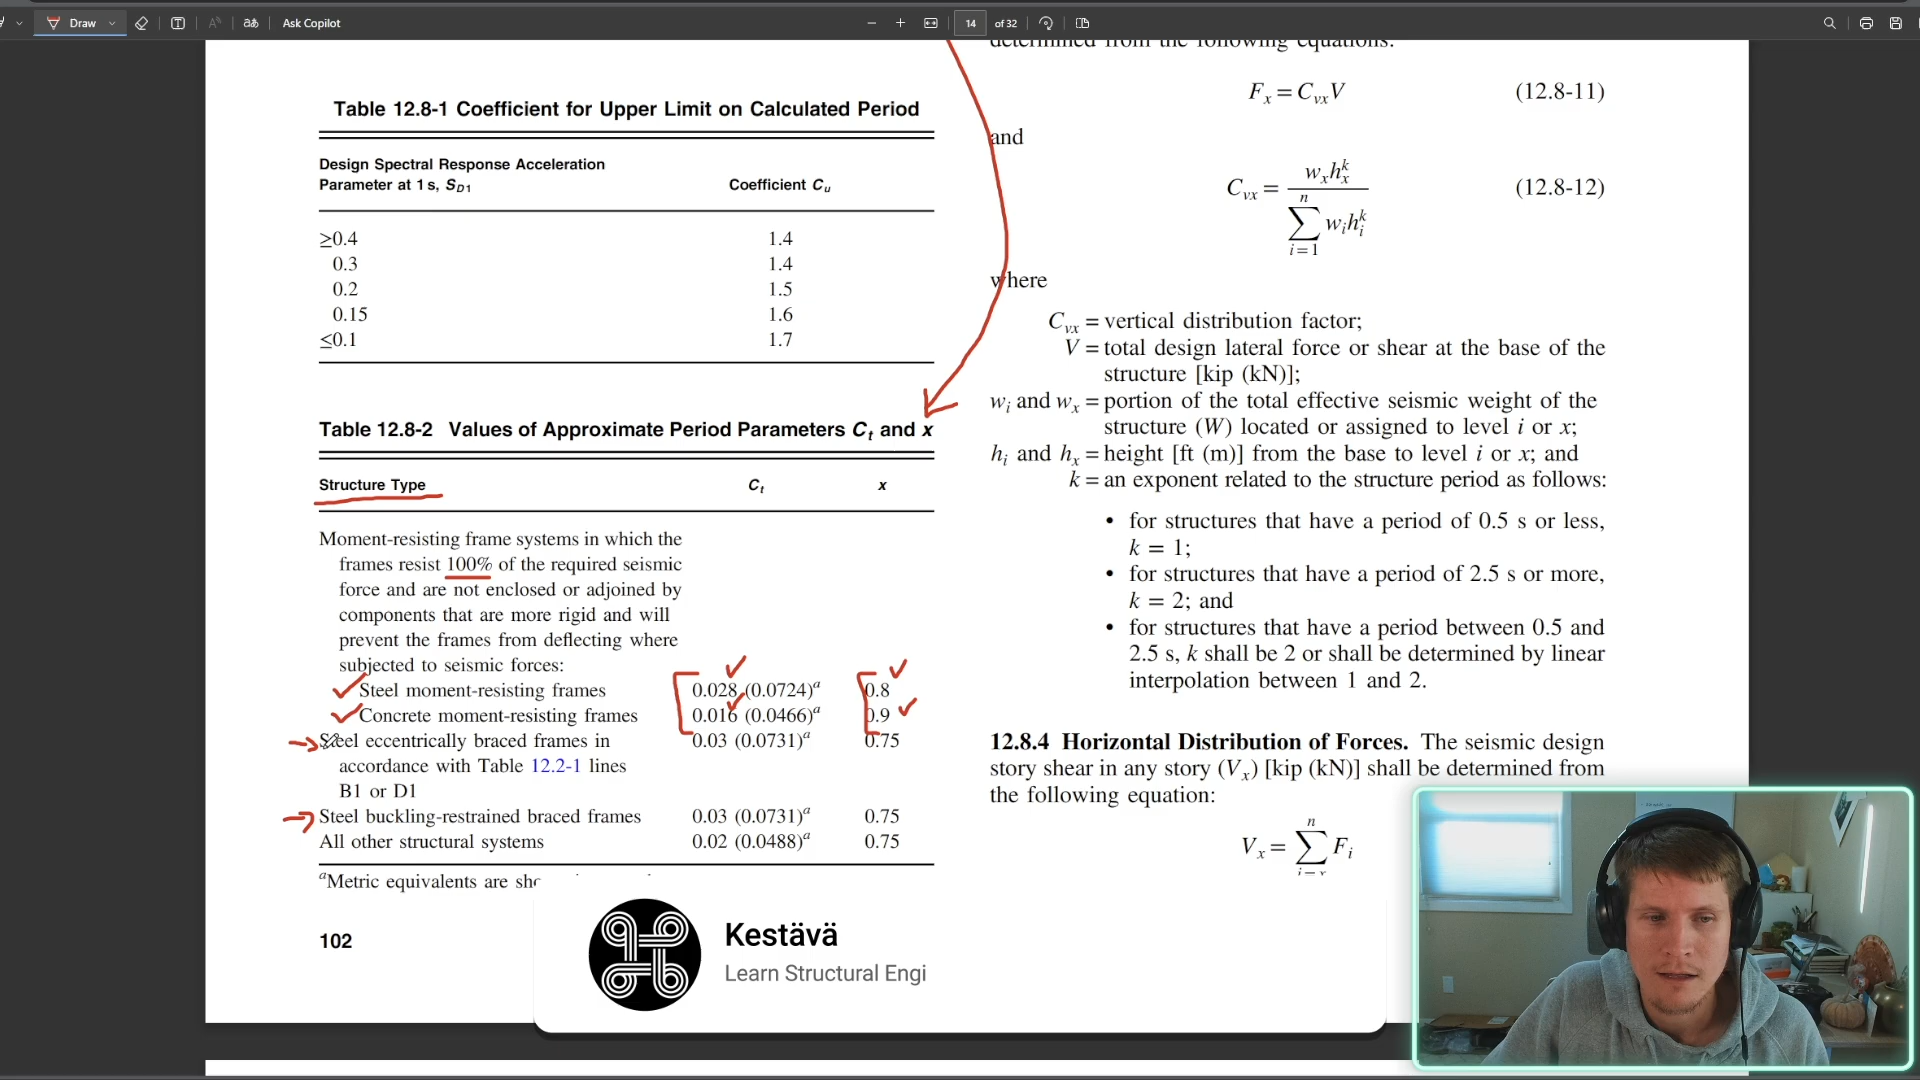 Draw
Ask Copilot
14 of 32
determined from the following equations:
Table 12.8-1 Coefficient for Upper Limit on Calculated Period
Design Spectral Response Acceleration
Parameter at 1 s, S_D1
Coefficient C_u
≥0.4 1.4
0.3 1.4
0.2 1.5
0.15 1.6
≤0.1 1.7
Table 12.8-2 Values of Approximate Period Parameters C_t and x
Structure Type C_t x
Moment-resisting frame systems in which the
frames resist 100% of the required seismic
force and are not enclosed or adjoined by
components that are more rigid and will
prevent the frames from deflecting where
subjected to seismic forces:
Steel moment-resisting frames 0.028 (0.0724)^a 0.8
Concrete moment-resisting frames 0.016 (0.0466)^a 0.9
Steel eccentrically braced frames in 0.03 (0.0731)^a 0.75
accordance with Table 12.2-1 lines
B1 or D1
Steel buckling-restrained braced frames 0.03 (0.0731)^a 0.75
All other structural systems 0.02 (0.0488)^a 0.75
^aMetric equivalents are
102
F_x = C_vx V (12.8-11)
and
C_vx = w_x h_x^k / ∑_{i=1}^{n} w_i h_i^k (12.8-12)
where
C_vx = vertical distribution factor;
V = total design lateral force or shear at the base of the
structure [kip (kN)];
w_i and w_x = portion of the total effective seismic weight of the
structure (W) located or assigned to level i or x;
h_i and h_x = height [ft (m)] from the base to level i or x; and
k = an exponent related to the structure period as follows:
• for structures that have a period of 0.5 s or less,
k = 1;
• for structures that have a period of 2.5 s or more,
k = 2; and
• for structures that have a period between 0.5 and
2.5 s, k shall be 2 or shall be determined by linear
interpolation between 1 and 2.
12.8.4 Horizontal Distribution of Forces. The seismic design
story shear in any story (V_x) [kip (kN)] shall be determined from
the following equation:
V_x = ∑_{i=x}^{n} F_i
Kestävä
Learn Structural Engi